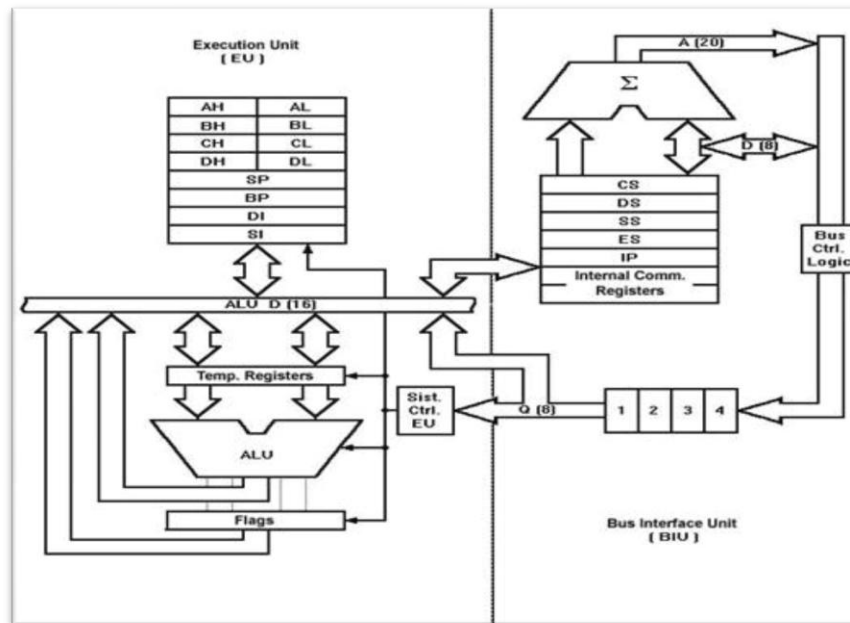 Execution Unit
( EU )
AH AL
BH BL
CH CL
DH DL
SP
BP
DI
SI
ALU D (16)
Temp. Registers
ALU
Flags
Sist.
Ctrl.
EU
Q (8)
A (20)
Σ
D (8)
CS
DS
SS
ES
IP
Internal Comm.
Registers
Bus
Ctrl.
Logic
1 2 3 4
Bus Interface Unit
( BIU )